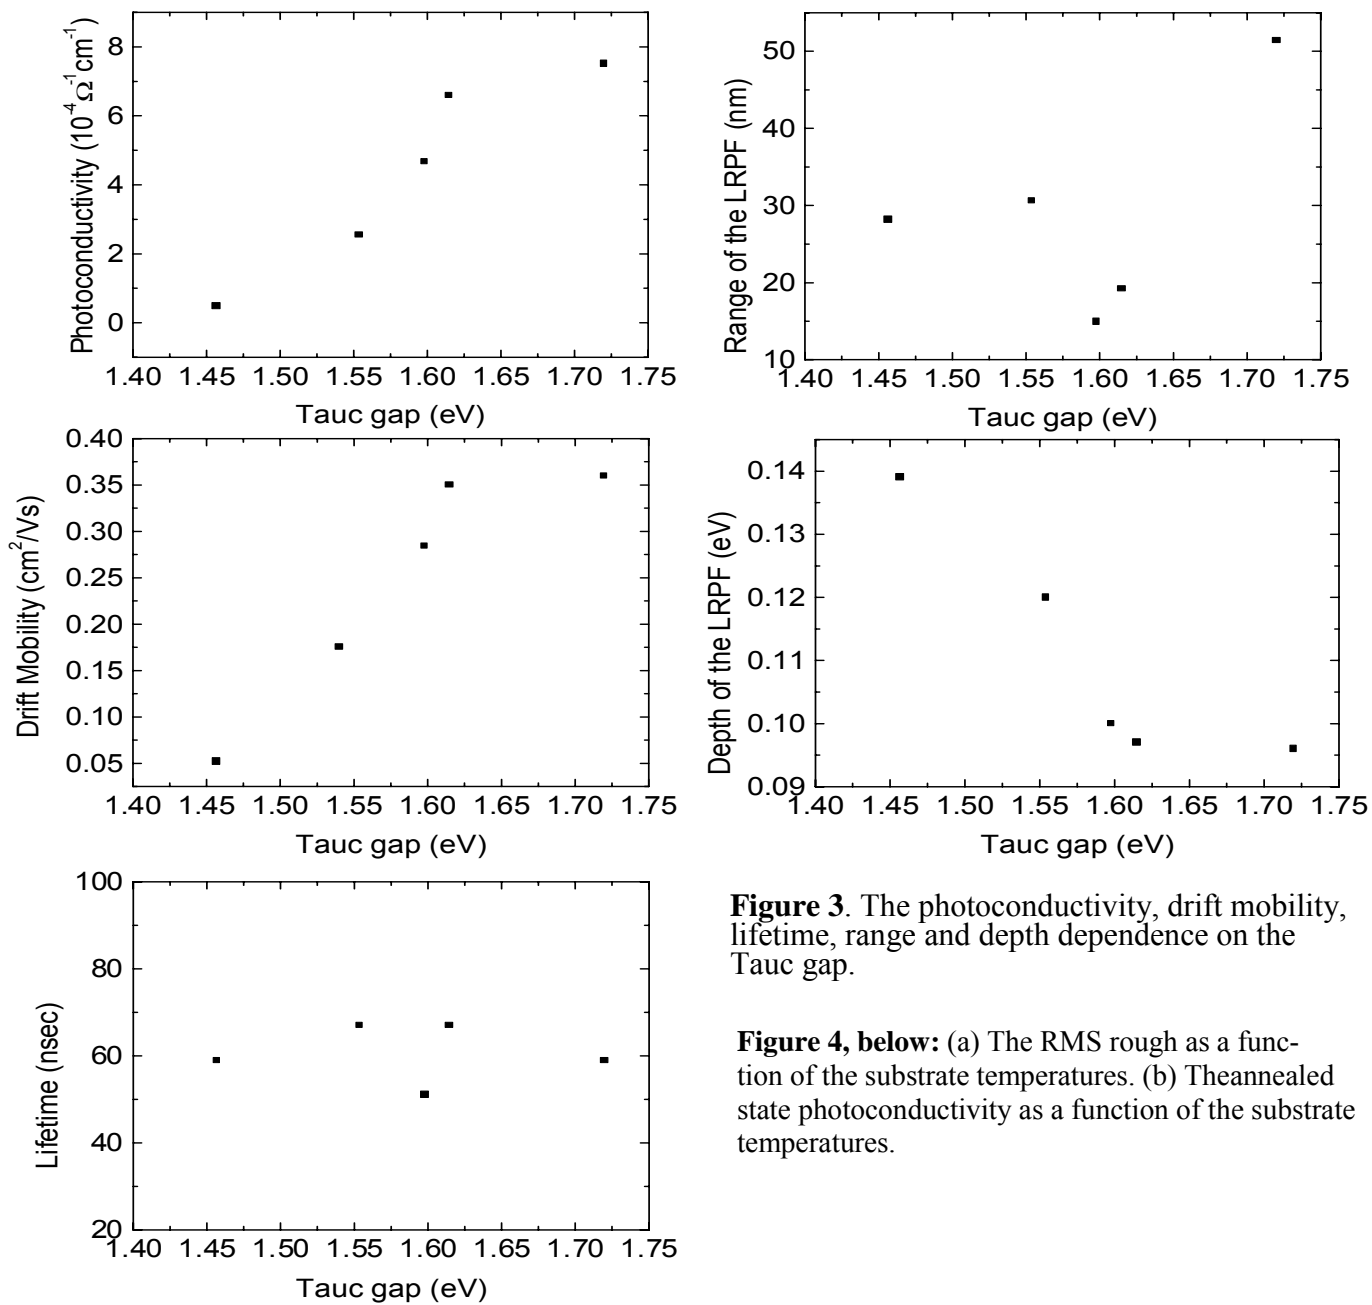 Photoconductivity (10⁻⁴ Ω⁻¹cm⁻¹)
8
6
4
2
0
1.40 1.45 1.50 1.55 1.60 1.65 1.70 1.75
Tauc gap (eV)
Range of the LRPF (nm)
50
40
30
20
10
1.40 1.45 1.50 1.55 1.60 1.65 1.70 1.75
Tauc gap (eV)
Drift Mobility (cm²/Vs)
0.40
0.35
0.30
0.25
0.20
0.15
0.10
0.05
1.40 1.45 1.50 1.55 1.60 1.65 1.70 1.75
Tauc gap (eV)
Depth of the LRPF (eV)
0.14
0.13
0.12
0.11
0.10
0.09
1.40 1.45 1.50 1.55 1.60 1.65 1.70 1.75
Tauc gap (eV)
Lifetime (nsec)
100
80
60
40
20
1.40 1.45 1.50 1.55 1.60 1.65 1.70 1.75
Tauc gap (eV)
Figure 3. The photoconductivity, drift mobility,
lifetime, range and depth dependence on the
Tauc gap.
Figure 4, below: (a) The RMS rough as a func-
tion of the substrate temperatures. (b) Theannealed
state photoconductivity as a function of the substrate
temperatures.